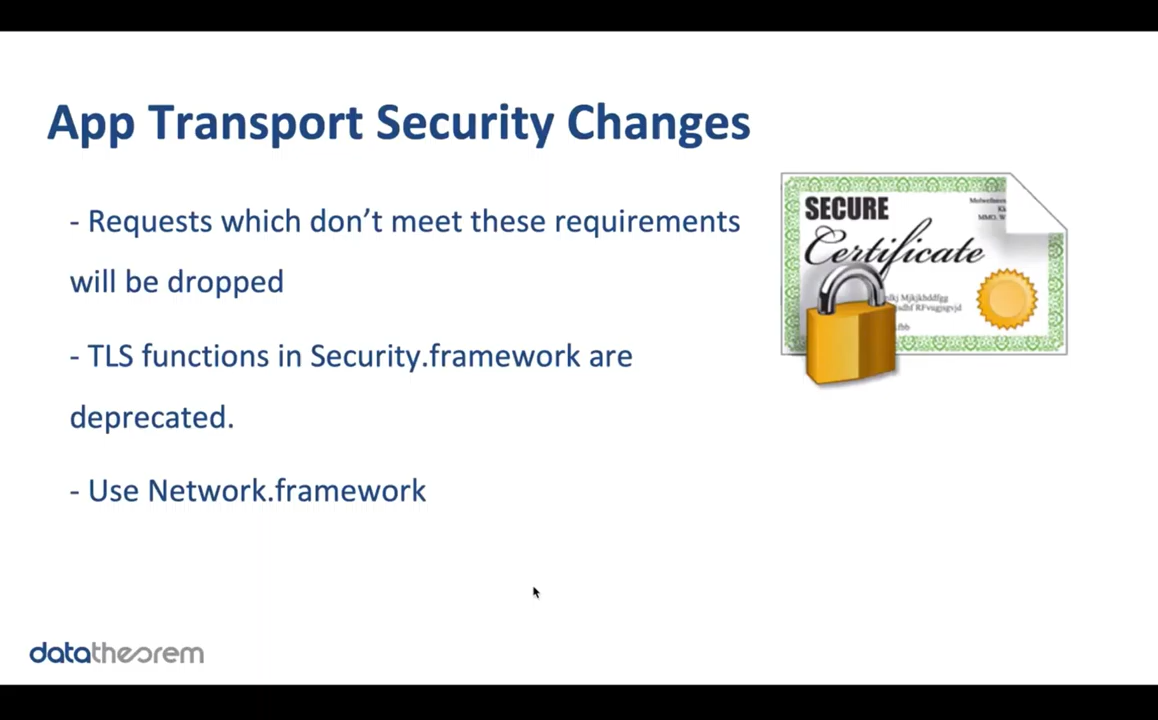 App Transport Security Changes
- Requests which don’t meet these requirements
will be dropped
- TLS functions in Security.framework are
deprecated.
- Use Network.framework
SECURE
Certificate
datatheorem